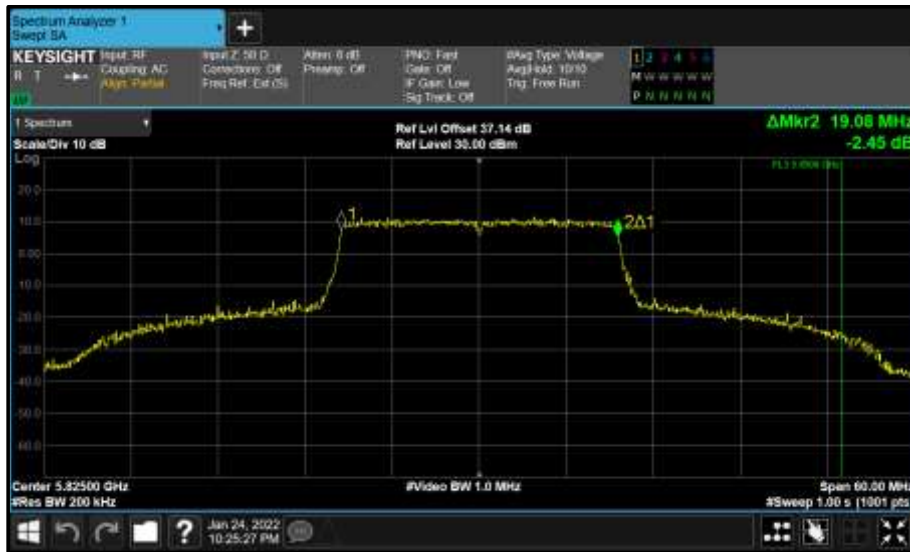 Spectrum Analyzer 1
Swept SA
KEYSIGHT
R T
Input: RF
Coupling: AC
Align: Partial
Input Z: 50 Ω
Corrections: Off
Freq Ref: Ext (S)
Atten: 0 dB
Preamp: Off
PNO: Fast
Gate: Off
IF Gain: Low
Sig Track: Off
#Avg Type: Voltage
Avg|Hold: 10/10
Trig: Free Run
1 2 3 4 5 6
M W W W W W
P N N N N N
1 Spectrum
Scale/Div 10 dB
Ref Lvl Offset 37.14 dB
Ref Level 30.00 dBm
ΔMkr2 19.08 MHz
-2.45 dB
Log
20.0
10.0
0.00
-10.0
-20.0
-30.0
-40.0
-50.0
-60.0
1
2Δ1
Center 5.82500 GHz
#Res BW 200 kHz
#Video BW 1.0 MHz
Span 60.00 MHz
#Sweep 1.00 s (1001 pts
?
Jan 24, 2022
10:25:27 PM